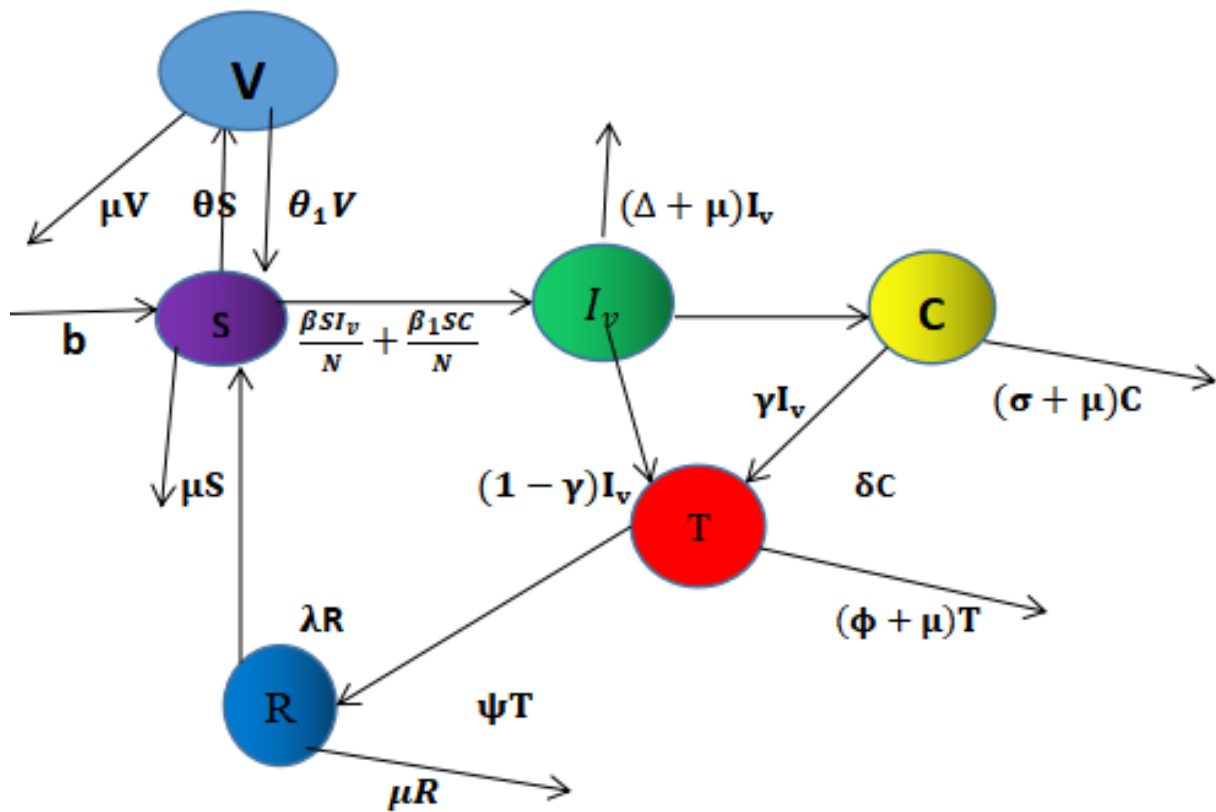 V
μV
θS
θ₁V
(Δ + μ)Iᵥ
b
S
βSIᵥ/N + β₁SC/N
Iᵥ
C
γIᵥ
(σ + μ)C
μS
(1 − γ)Iᵥ
δC
T
λR
(ϕ + μ)T
R
ψT
μR